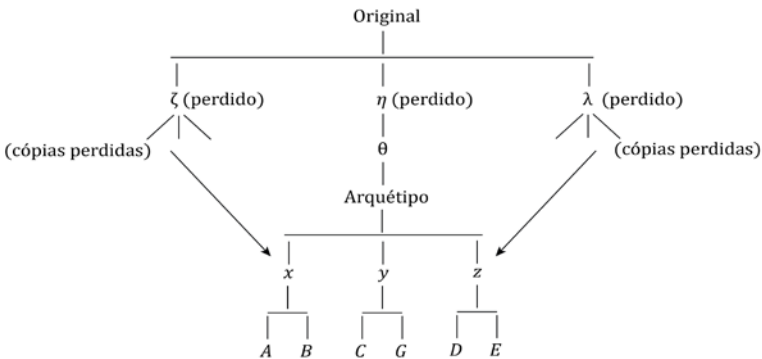 Original
ζ (perdido) η (perdido) λ (perdido)
(cópias perdidas) θ (cópias perdidas)
Arquétipo
x y z
A B C G D E